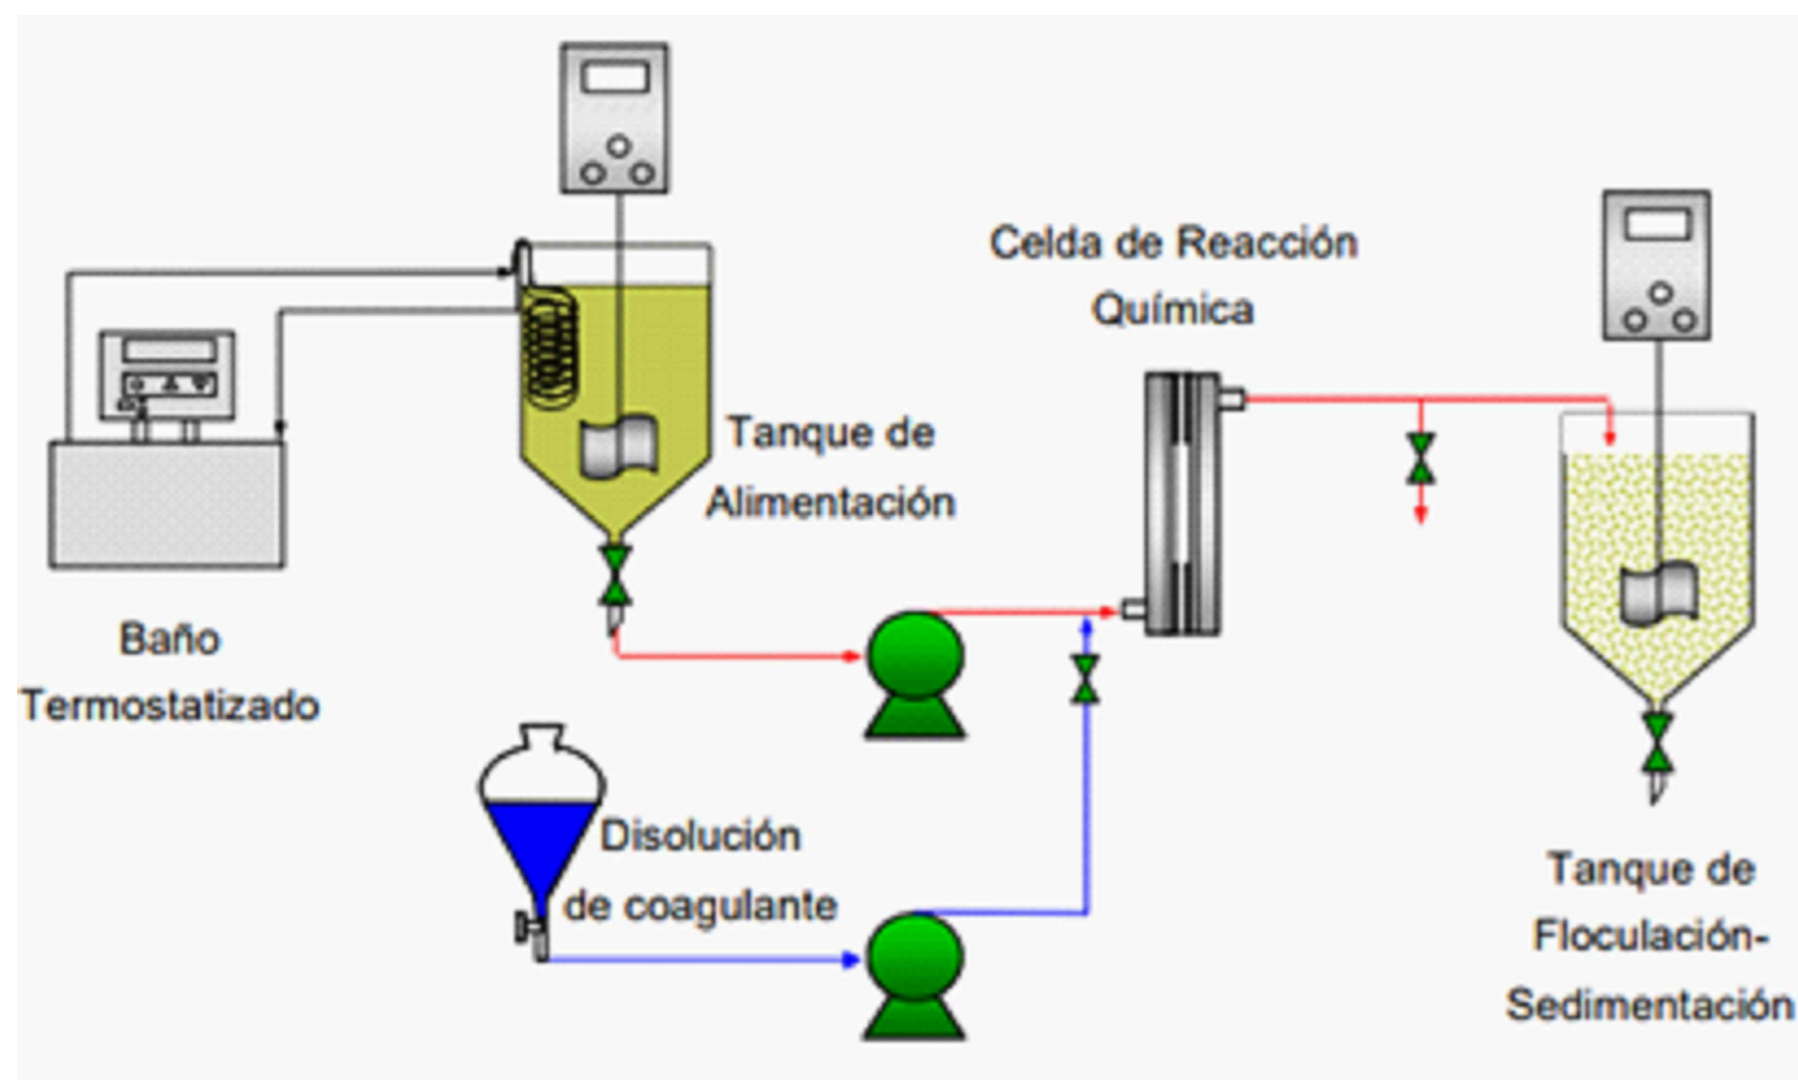 Celda de Reacción
Química
Tanque de
Alimentación
Baño
Termostatizado
Disolución
de coagulante
Tanque de
Floculación-
Sedimentación